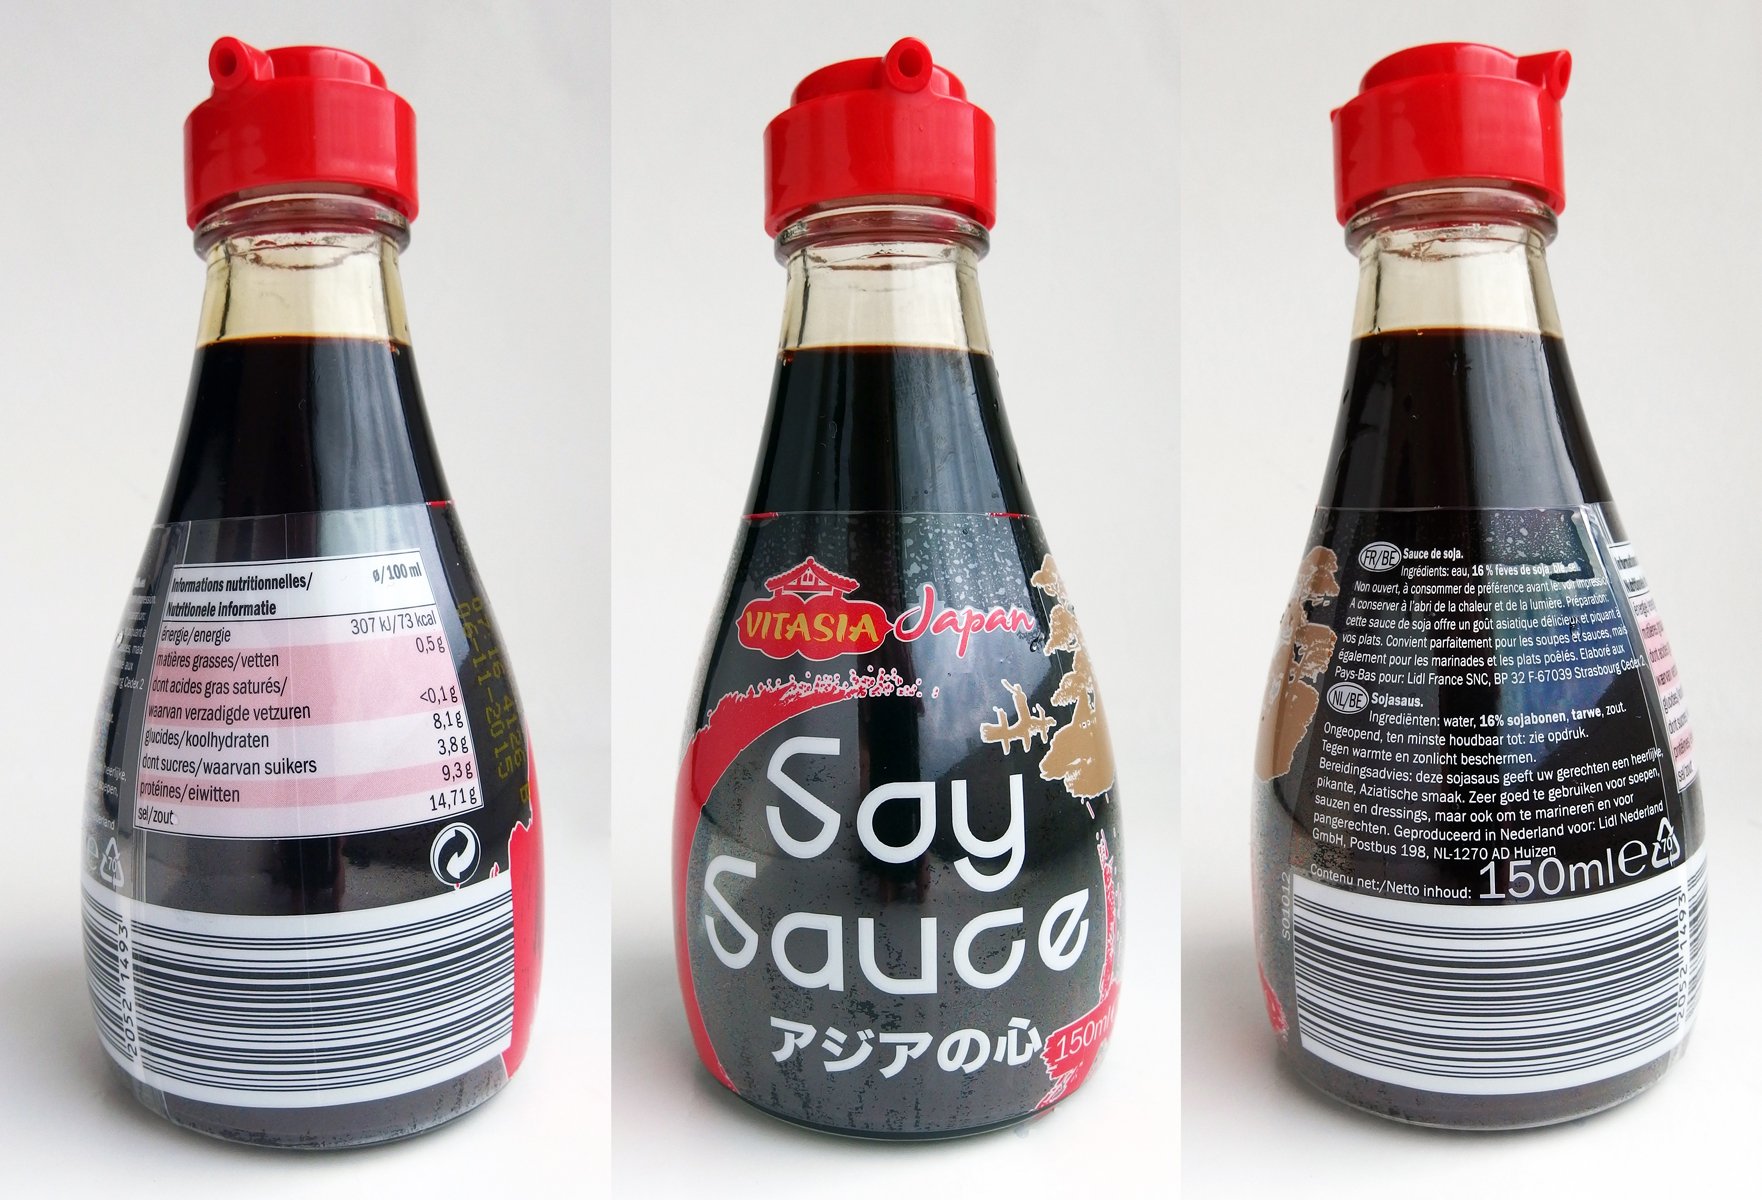 Informations nutritionnelles/ ø/100 ml
Nutritionele informatie
énergie/energie 307 kJ/73 kcal
matières grasses/vetten 0,5 g
dont acides gras saturés/
waarvan verzadigde vetzuren <0,1 g
glucides/koolhydraten 8,1 g
dont sucres/waarvan suikers 3,8 g
protéines/eiwitten 9,3 g
sel/zout 14,71 g
2052 1493
VITASIA Japan
Soy
Sauce
アジアの心
150ml
FR/BE Sauce de soja.
Ingrédients: eau, 16 % fèves de soja, blé, sel.
Non ouvert, à consommer de préférence avant le: voir impression.
A conserver à l'abri de la chaleur et de la lumière. Préparation:
cette sauce de soja offre un goût asiatique délicieux et piquant à
vos plats. Convient parfaitement pour les soupes et sauces, mais
également pour les marinades et les plats poêlés. Elaboré aux
Pays-Bas pour: Lidl France SNC, BP 32 F-67039 Strasbourg Cedex 2
NL/BE Sojasaus.
Ingrediënten: water, 16% sojabonen, tarwe, zout.
Ongeopend, ten minste houdbaar tot: zie opdruk.
Tegen warmte en zonlicht beschermen.
Bereidingsadvies: deze sojasaus geeft uw gerechten een heerlijke,
pikante, Aziatische smaak. Zeer goed te gebruiken voor soepen,
sauzen en dressings, maar ook om te marineren en voor
pangerechten. Geproduceerd in Nederland voor: Lidl Nederland
GmbH, Postbus 198, NL-1270 AD Huizen
Contenu net:/Netto inhoud: 150ml e
70
501012
2052 1493